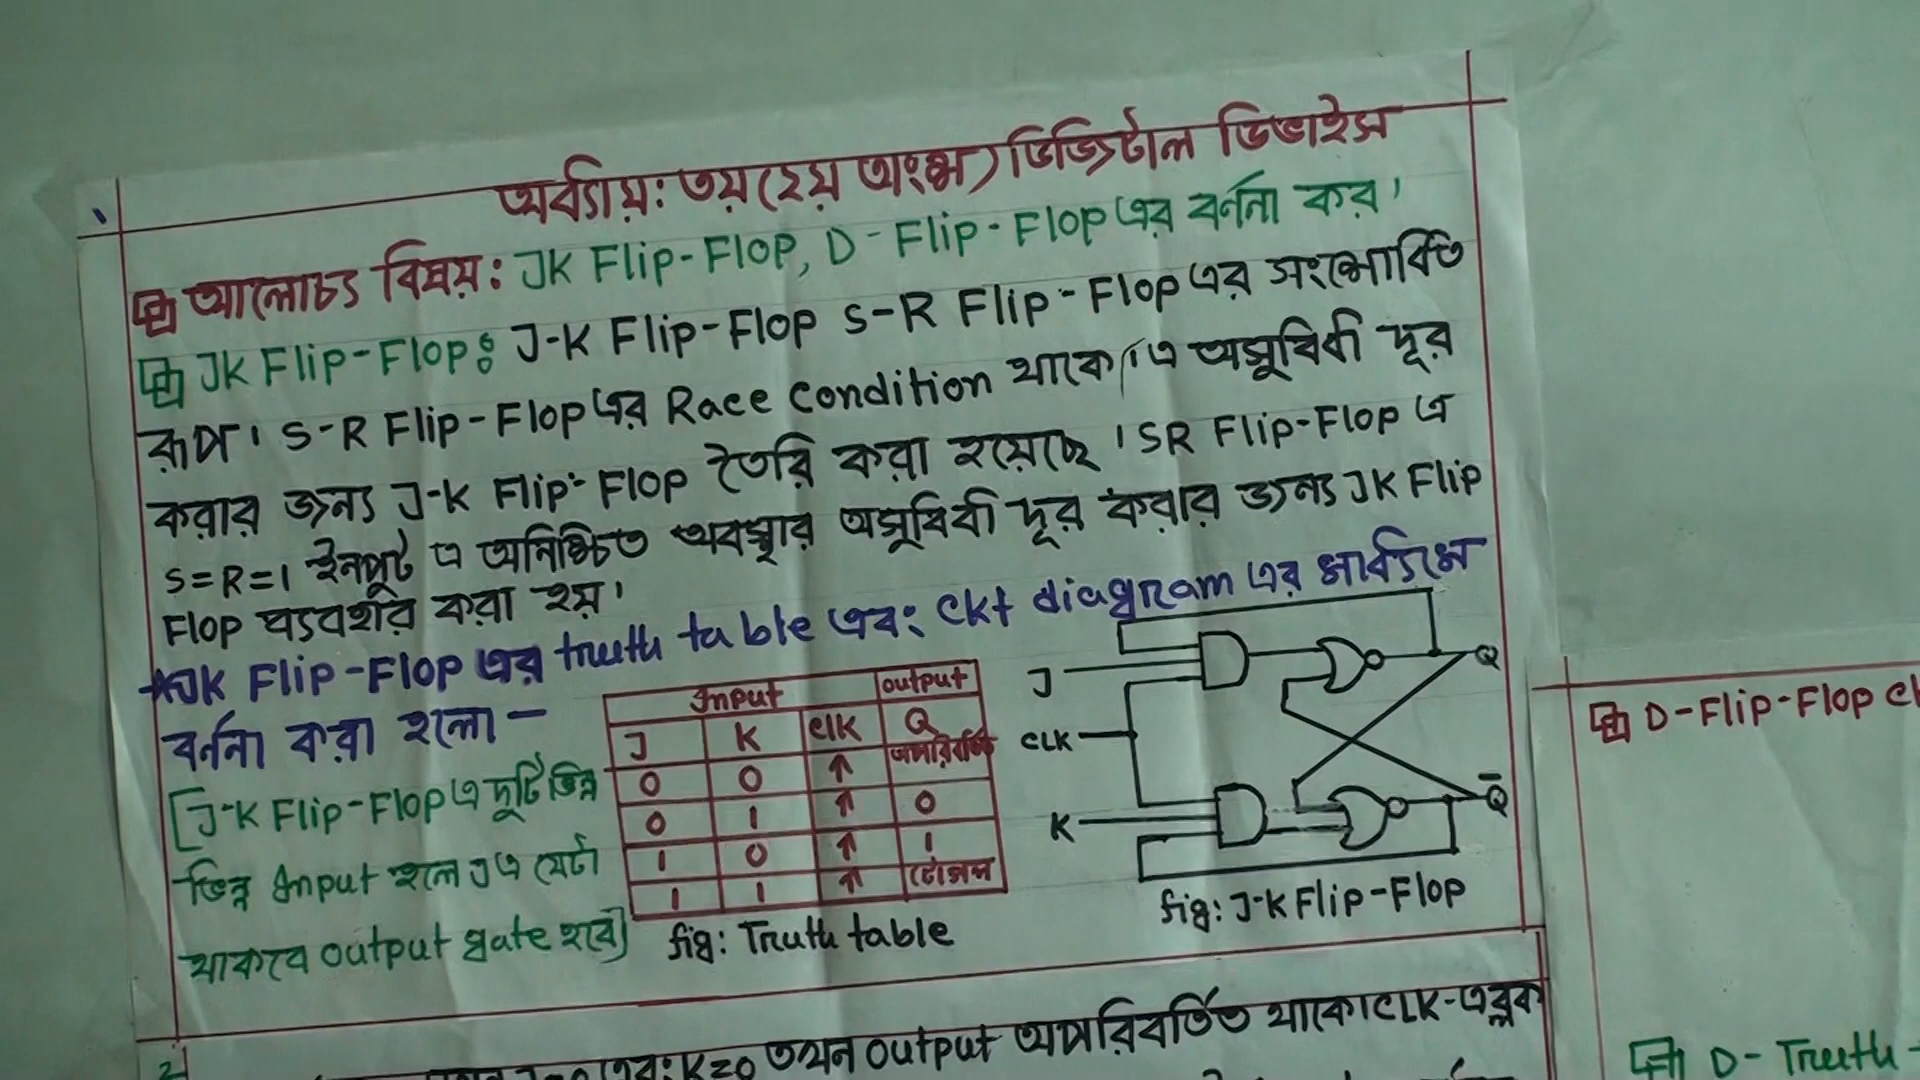 অধ্যায়: ৩য় (২য় অংশ) ডিজিটাল ডিভাইস
আলোচ্য বিষয়: JK Flip-Flop, D-Flip-Flop এর বর্ননা কর।
JK Flip-Flop: J-K Flip-Flop S-R Flip-Flop এর সংশোধিত
রূপ। S-R Flip-Flop এর Race Condition থাকে। এ অসুবিধা দূর
করার জন্য J-K Flip-Flop তৈরি করা হয়েছে। SR Flip-Flop এ
S=R=1 ইনপুট এ অনিশ্চিত অবস্থার অসুবিধা দূর করার জন্য JK Flip
Flop ব্যবহার করা হয়।
*JK Flip-Flop এর truth table এবং ckt diagram এর মাধ্যমে
বর্ননা করা হলো -
[J-K Flip-Flop এ দুটি ভিন্ন
ভিন্ন Input হলে J এ যেটা
থাকবে output gate হবে]
Input output
J K CLK Q
0 0 ↑ অপরিবর্তিত
0 1 ↑ 0
1 0 ↑ 1
1 1 ↑ টোগল
fig: Truth table
J
CLK
K
Q
Q̅
fig: J-K Flip-Flop
K=0 তখন output অপরিবর্তিত থাকে। CLK-
D-Flip-Flop
D-Truth